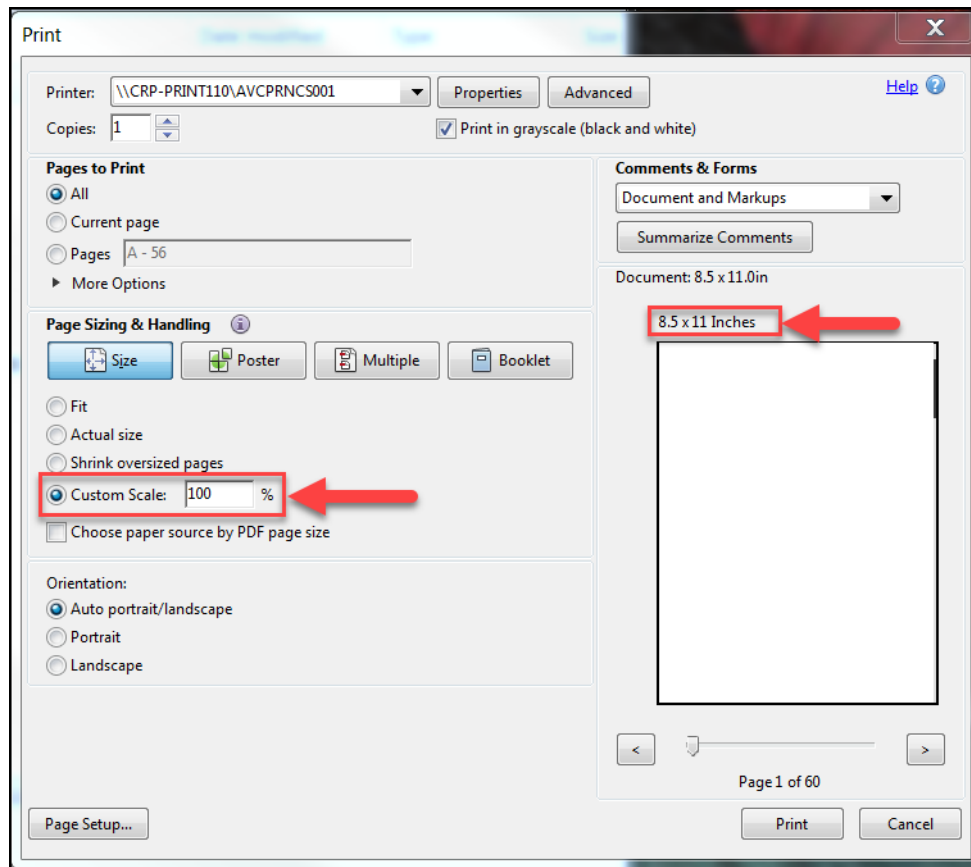 Print
Printer: \\CRP-PRINT110\AVCPRNCS001 Properties Advanced Help
Copies: 1 Print in grayscale (black and white)
Pages to Print
All
Current page
Pages A - 56
More Options
Page Sizing & Handling
Size Poster Multiple Booklet
Fit
Actual size
Shrink oversized pages
Custom Scale: 100 %
Choose paper source by PDF page size
Orientation:
Auto portrait/landscape
Portrait
Landscape
Comments & Forms
Document and Markups
Summarize Comments
Document: 8.5 x 11.0in
8.5 x 11 Inches
< >
Page 1 of 60
Page Setup... Print Cancel